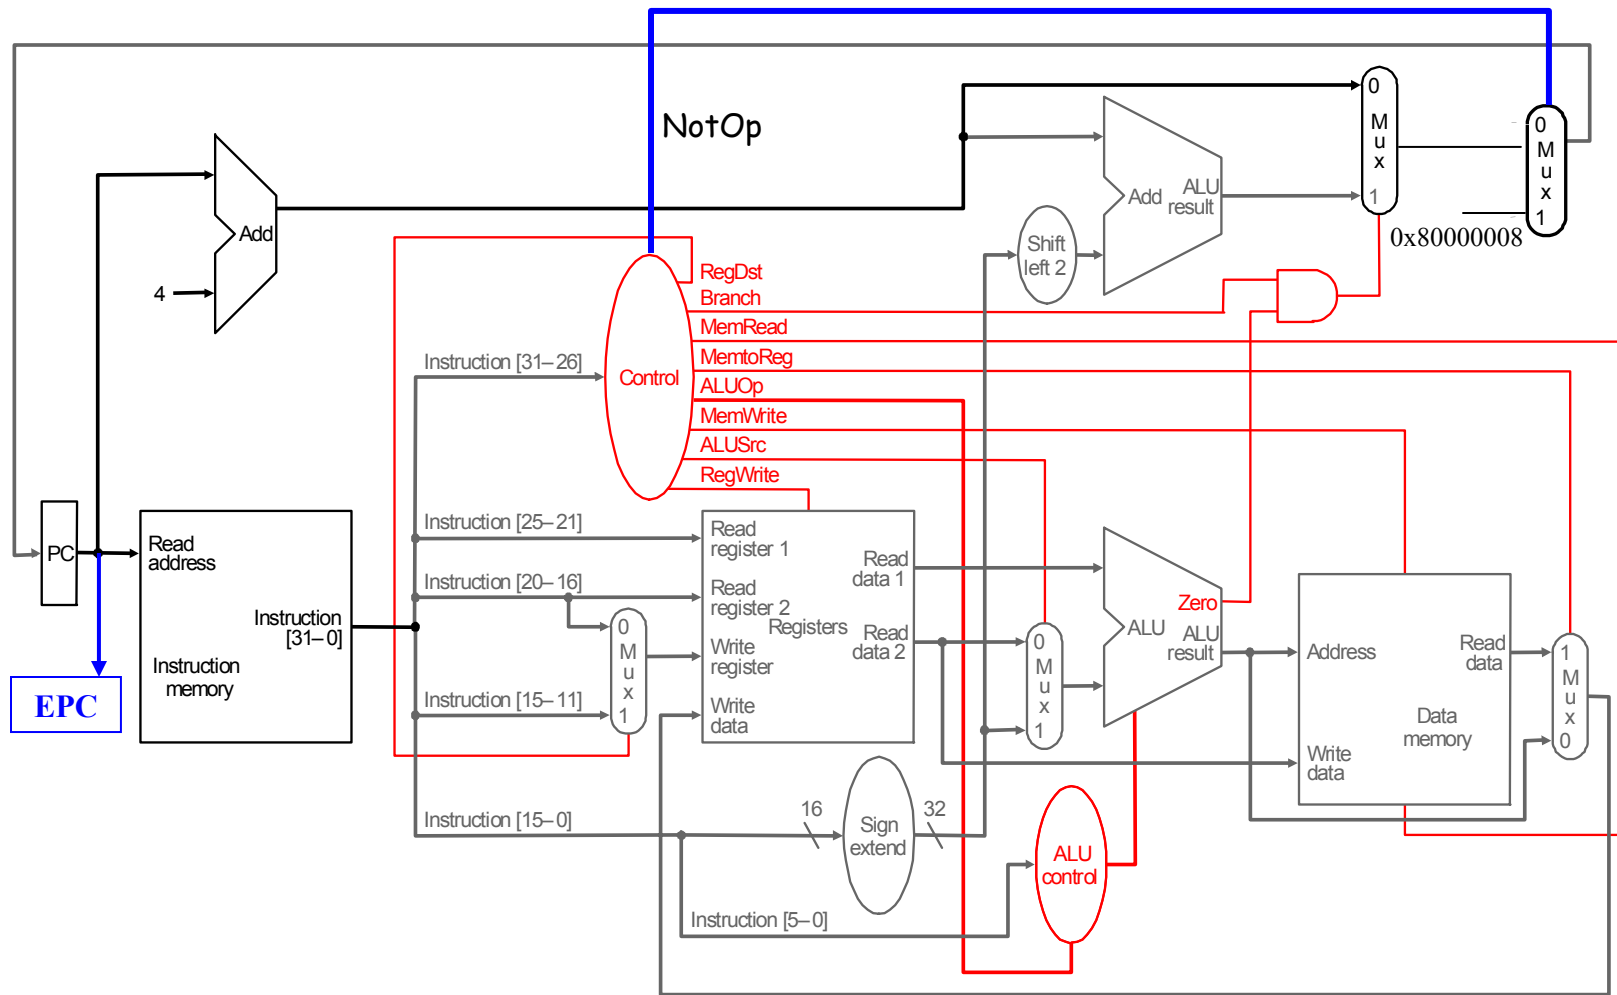 NotOp
0
M
u
x
1
0
M
u
x
1
0x80000008
Add
4
Add
ALU
result
Shift
left 2
RegDst
Branch
MemRead
MemtoReg
ALUOp
MemWrite
ALUSrc
RegWrite
Control
Instruction [31–26]
Instruction [25–21]
Instruction [20–16]
Instruction [15–11]
Instruction [15–0]
Instruction [5–0]
PC
EPC
Read
address
Instruction
[31–0]
Instruction
memory
0
M
u
x
1
Read
register 1
Read
register 2
Write
register
Write
data
Registers
Read
data 1
Read
data 2
0
M
u
x
1
Zero
ALU
ALU
result
Address
Read
data
Data
memory
Write
data
1
M
u
x
0
16
Sign
extend
32
ALU
control